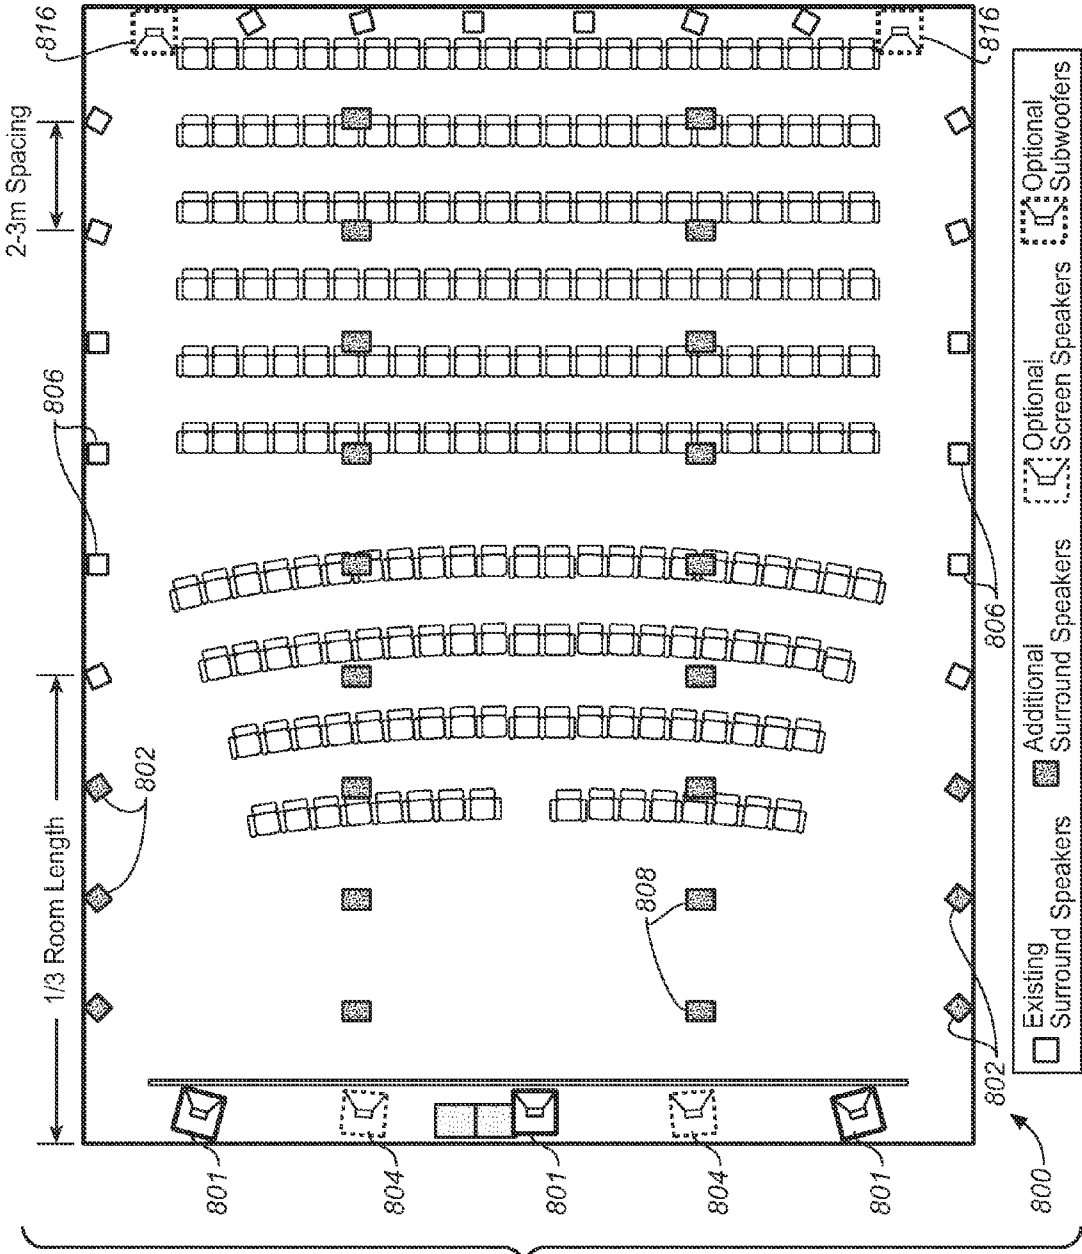 816
816
2-3m Spacing
806
806
1/3 Room Length
802
802
808
801
804
801
804
801
800
Existing
Surround Speakers
Additional
Surround Speakers
Optional
Screen Speakers
Optional
Subwoofers